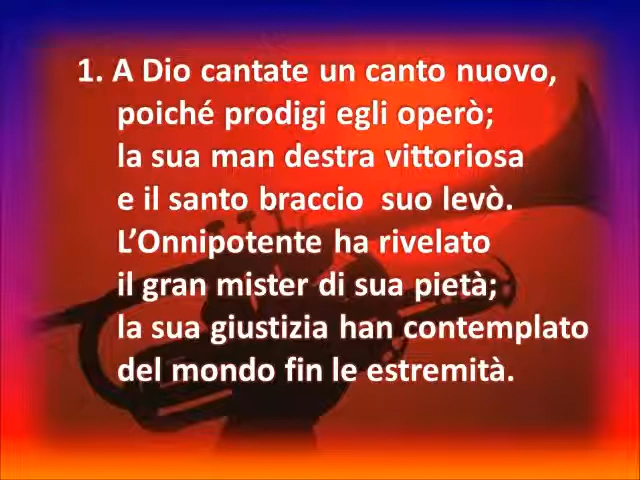 1. A Dio cantate un canto nuovo,
poiché prodigi egli operò;
la sua man destra vittoriosa
e il santo braccio suo levò.
L’Onnipotente ha rivelato
il gran mister di sua pietà;
la sua giustizia han contemplato
del mondo fin le estremità.